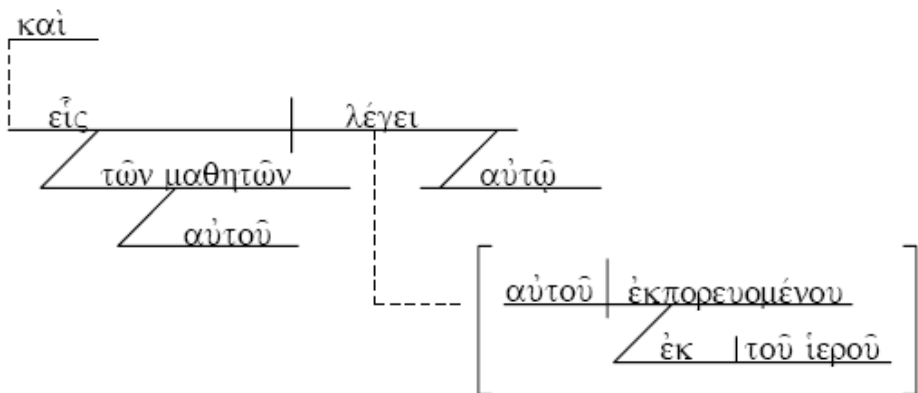 καὶ
εἷς λέγει
τῶν μαθητῶν αὐτῷ
αὐτοῦ
αὐτοῦ ἐκπορευομένου
ἐκ τοῦ ἱεροῦ